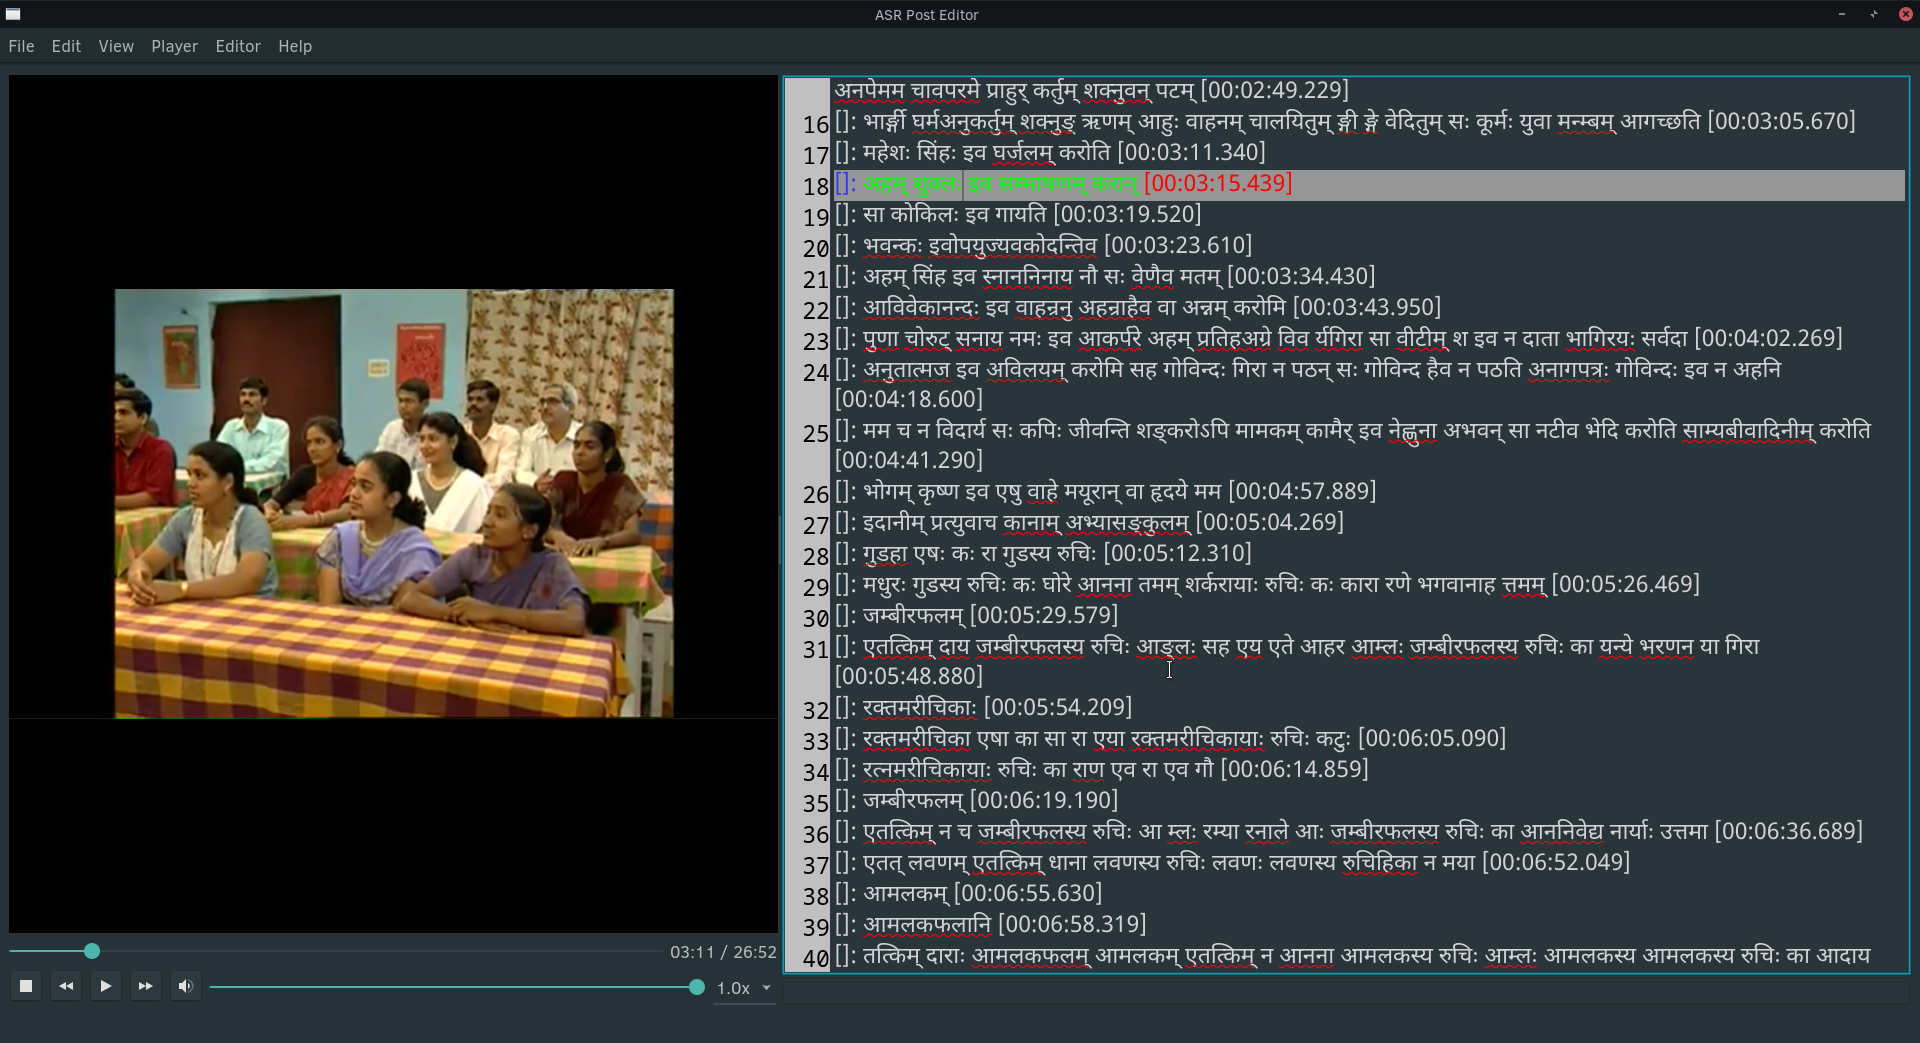 ASR Post Editor
File Edit View Player Editor Help
अनपेमम चावपरमे प्राहुर् कर्तुम् शक्नुवन् पटम् [00:02:49.229]
16 []: भार्ङ्गी घर्मअनुकर्तुम् शक्नुङ् ऋणम् आहुः वाहनम् चालयितुम् ङ्गी ङ्गे वेदितुम् सः कूर्मः युवा मन्म्बम् आगच्छति [00:03:05.670]
17 []: महेशः सिंहः इव घर्जलम् करोति [00:03:11.340]
18 []: अहम् शुक्लः इव सम्भाषणम् करान् [00:03:15.439]
19 []: सा कोकिलः इव गायति [00:03:19.520]
20 []: भवन्कः इवोपयुज्यवकोदन्तिव [00:03:23.610]
21 []: अहम् सिंह इव स्नाननिनाय नौ सः वेणैव मतम् [00:03:34.430]
22 []: आविवेकानन्दः इव वाहन्ननु अहन्नाहैव वा अन्नम् करोमि [00:03:43.950]
23 []: पुणा चोरुट् सनाय नमः इव आकर्परे अहम् प्रतिहअग्रे विव र्यगिरा सा वीटीम् श इव न दाता भागिरयः सर्वदा [00:04:02.269]
24 []: अनुतात्मज इव अविलयम् करोमि सह गोविन्दः गिरा न पठन् सः गोविन्द हैव न पठति अनागपत्रः गोविन्दः इव न अहनि
[00:04:18.600]
25 []: मम च न विदार्य सः कपिः जीवन्ति शङ्करोऽपि मामकम् कामैर् इव नेह्णुना अभवन् सा नटीव भेदि करोति साम्यबीवादिनीम् करोति
[00:04:41.290]
26 []: भोगम् कृष्ण इव एषु वाहे मयूरान् वा हृदये मम [00:04:57.889]
27 []: इदानीम् प्रत्युवाच कानाम् अभ्यासङ्कुलम् [00:05:04.269]
28 []: गुडहा एषः कः रा गुडस्य रुचिः [00:05:12.310]
29 []: मधुरः गुडस्य रुचिः कः घोरे आनना तमम् शर्करायाः रुचिः कः कारा रणे भगवानाह त्तमम् [00:05:26.469]
30 []: जम्बीरफलम् [00:05:29.579]
31 []: एतत्किम् दाय जम्बीरफलस्य रुचिः आङ्लः सह एय एते आहर आम्लः जम्बीरफलस्य रुचिः का यन्ये भरणन या गिरा
[00:05:48.880]
32 []: रक्तमरीचिकाः [00:05:54.209]
33 []: रक्तमरीचिका एषा का सा रा एया रक्तमरीचिकायाः रुचिः कटुः [00:06:05.090]
34 []: रत्नमरीचिकायाः रुचिः का राण एव रा एव गौ [00:06:14.859]
35 []: जम्बीरफलम् [00:06:19.190]
36 []: एतत्किम् न च जम्बीरफलस्य रुचिः आ म्लः रम्या रनाले आः जम्बीरफलस्य रुचिः का आननिवेद्य नार्याः उत्तमा [00:06:36.689]
37 []: एतत् लवणम् एतत्किम् धाना लवणस्य रुचिः लवणः लवणस्य रुचिहिका न मया [00:06:52.049]
38 []: आमलकम् [00:06:55.630]
39 []: आमलकफलानि [00:06:58.319]
40 []: तत्किम् दाराः आमलकफलम् आमलकम् एतत्किम् न आनना आमलकस्य रुचिः आम्लः आमलकस्य आमलकस्य रुचिः का आदाय
03:11 / 26:52
1.0x